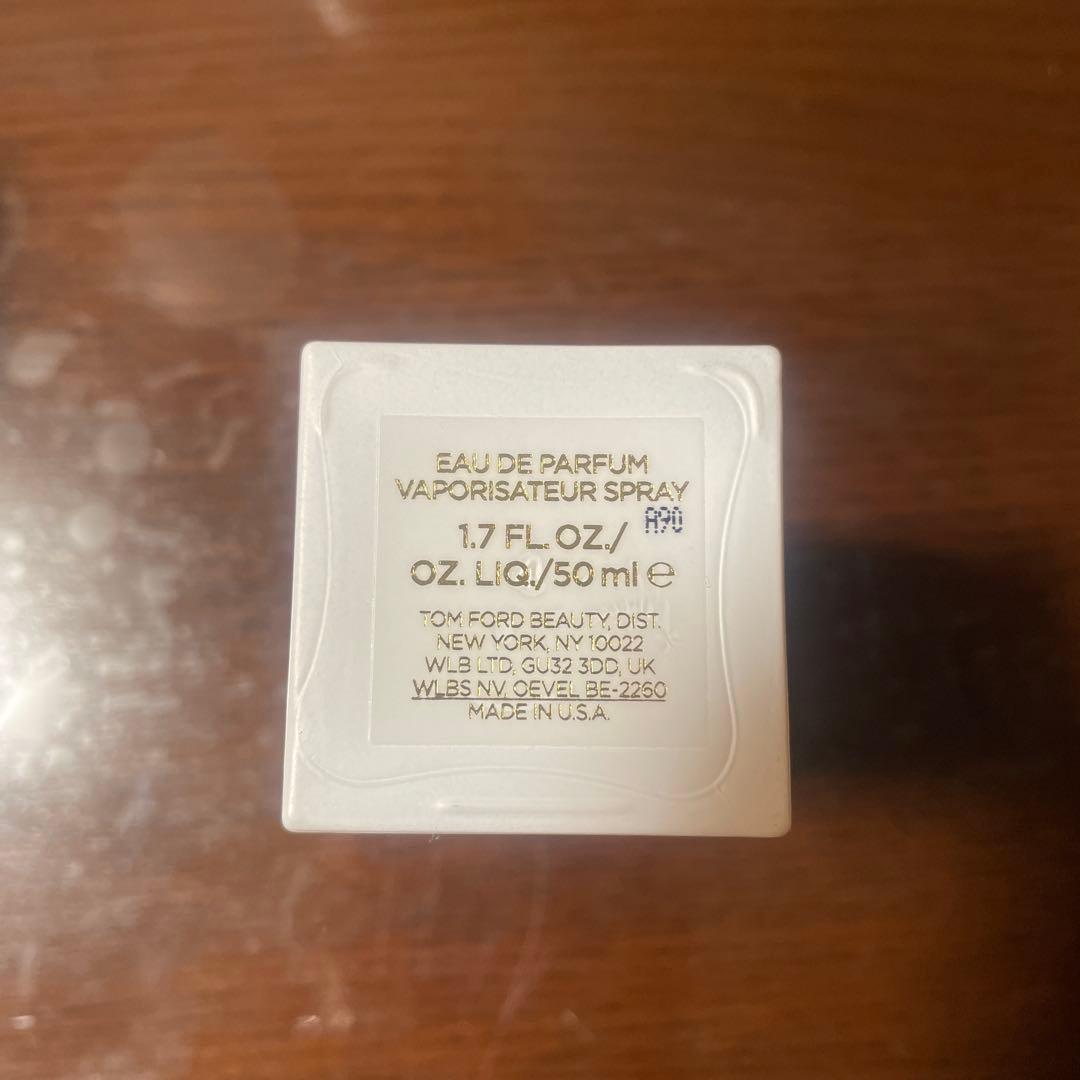 EAU DE PARFUM
VAPORISATEUR SPRAY
A90
1.7 FL. OZ./
OZ. LIQ./50 ml ℮
TOM FORD BEAUTY, DIST.
NEW YORK, NY 10022
WLB LTD, GU32 3DD, UK
WLBS NV, OEVEL BE-2260
MADE IN U.S.A.